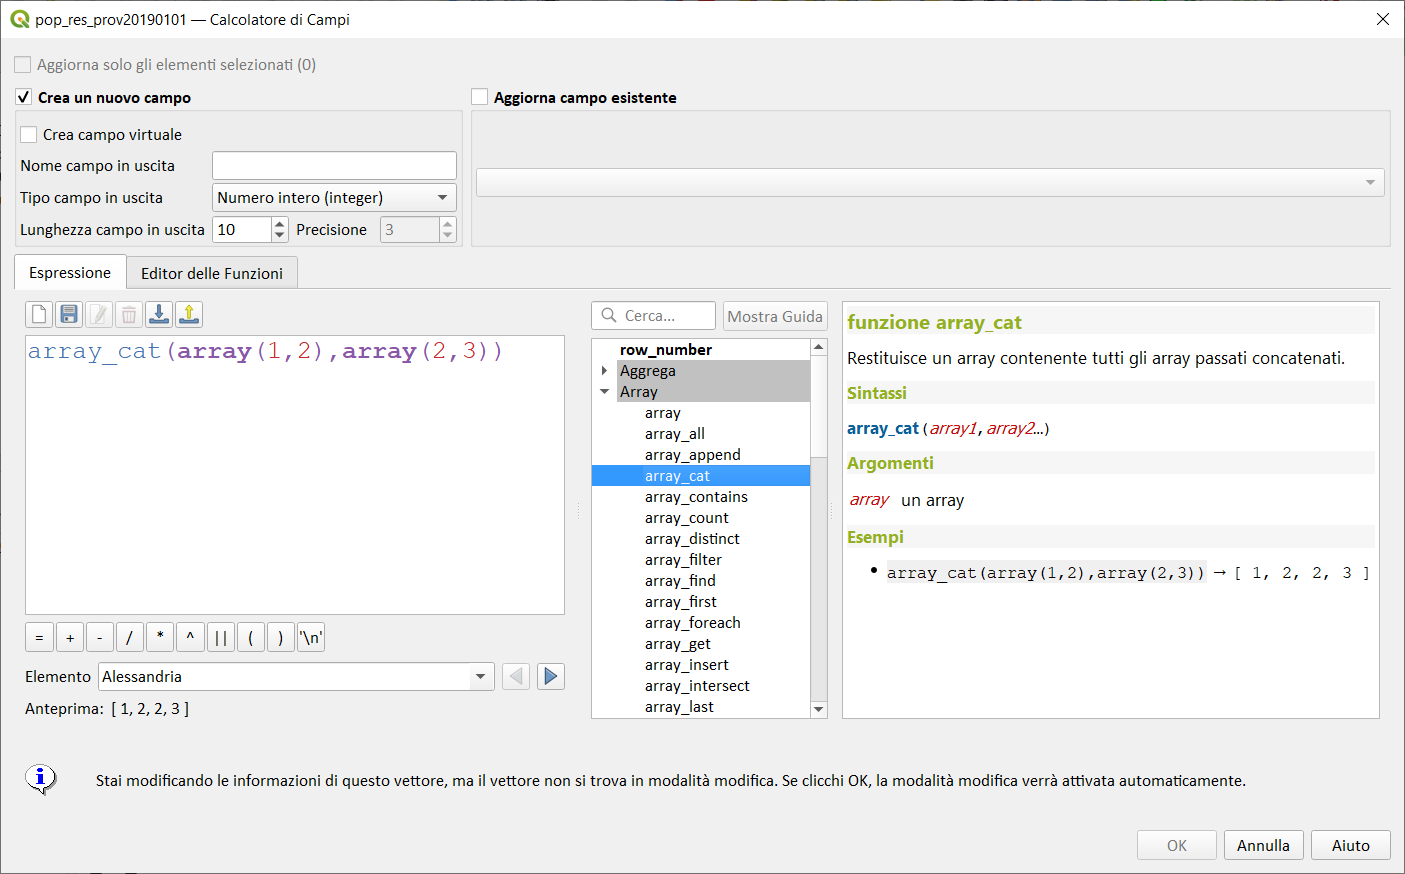 pop_res_prov20190101 — Calcolatore di Campi
Aggiorna solo gli elementi selezionati (0)
Crea un nuovo campo
Aggiorna campo esistente
Crea campo virtuale
Nome campo in uscita
Tipo campo in uscita Numero intero (integer)
Lunghezza campo in uscita 10 Precisione 3
Espressione Editor delle Funzioni
array_cat(array(1,2),array(2,3))
= + - / * ^ || ( ) '\n'
Elemento Alessandria
Anteprima: [ 1, 2, 2, 3 ]
Cerca... Mostra Guida
row_number
Aggrega
Array
array
array_all
array_append
array_cat
array_contains
array_count
array_distinct
array_filter
array_find
array_first
array_foreach
array_get
array_insert
array_intersect
array_last
funzione array_cat
Restituisce un array contenente tutti gli array passati concatenati.
Sintassi
array_cat(array1,array2…)
Argomenti
array un array
Esempi
• array_cat(array(1,2),array(2,3)) → [ 1, 2, 2, 3 ]
Stai modificando le informazioni di questo vettore, ma il vettore non si trova in modalità modifica. Se clicchi OK, la modalità modifica verrà attivata automaticamente.
OK Annulla Aiuto